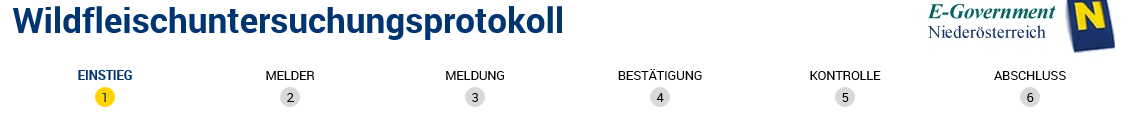 Wildfleischuntersuchungsprotokoll
E-Government
Niederösterreich
N
EINSTIEG MELDER MELDUNG BESTÄTIGUNG KONTROLLE ABSCHLUSS
1 2 3 4 5 6